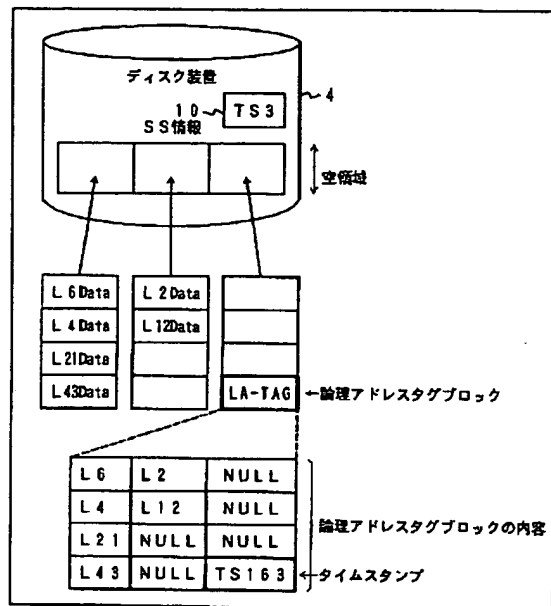 ディスク装置
4
10 TS3
SS情報
空領域
L6Data L2Data
L4Data L12Data
L21Data
L43Data LA-TAG ←論理アドレスタグブロック
L6 L2 NULL
L4 L12 NULL
論理アドレスタグブロックの内容
L21 NULL NULL
L43 NULL TS163 ←タイムスタンプ